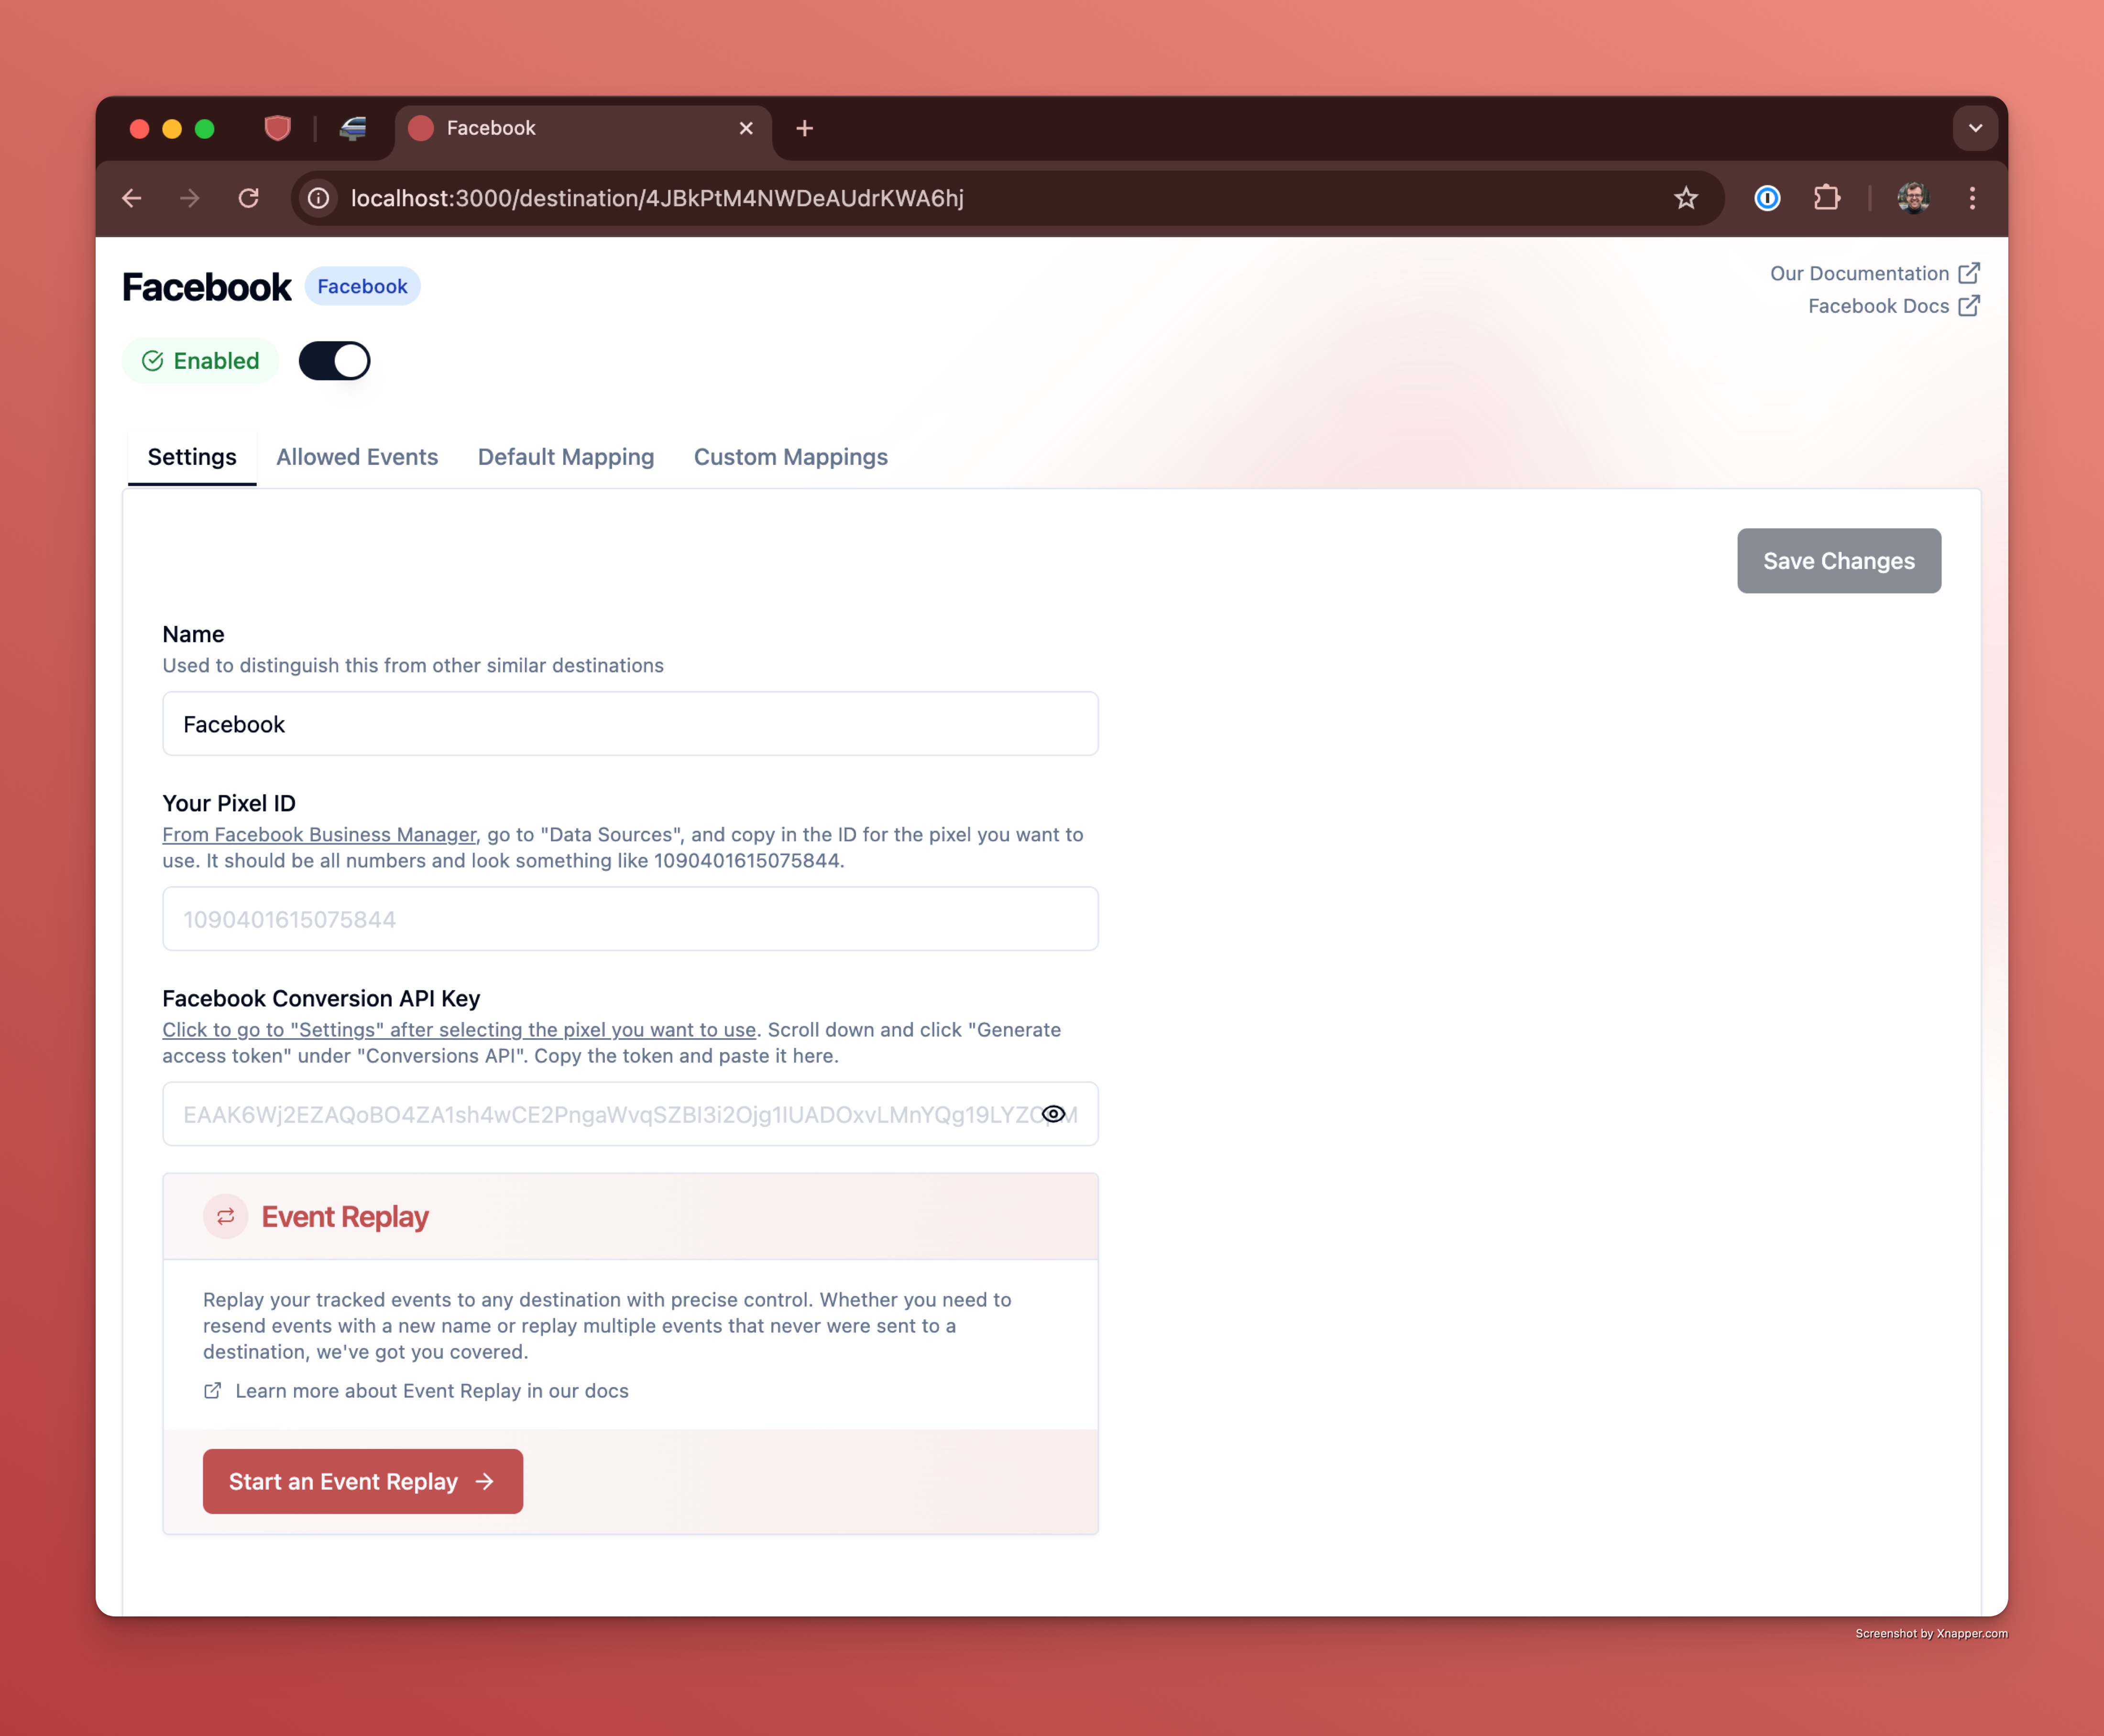 Facebook
localhost:3000/destination/4JBkPtM4NWDeAUdrKWA6hj
Facebook Facebook
Our Documentation
Facebook Docs
Enabled
Settings Allowed Events Default Mapping Custom Mappings
Save Changes
Name
Used to distinguish this from other similar destinations
Facebook
Your Pixel ID
From Facebook Business Manager, go to "Data Sources", and copy in the ID for the pixel you want to
use. It should be all numbers and look something like 1090401615075844.
1090401615075844
Facebook Conversion API Key
Click to go to "Settings" after selecting the pixel you want to use. Scroll down and click "Generate
access token" under "Conversions API". Copy the token and paste it here.
Event Replay
Replay your tracked events to any destination with precise control. Whether you need to
resend events with a new name or replay multiple events that never were sent to a
destination, we've got you covered.
Learn more about Event Replay in our docs
Start an Event Replay
Screenshot by Xnapper.com